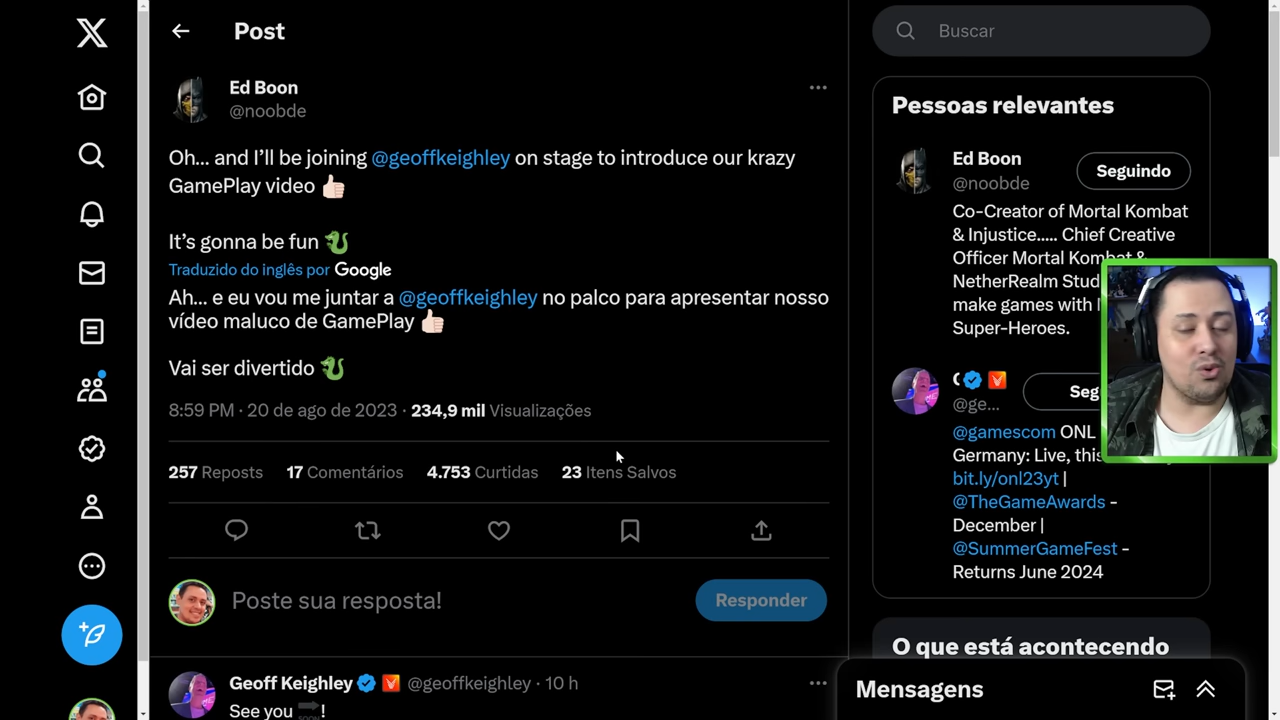 Post
Ed Boon
@noobde
Oh... and I'll be joining @geoffkeighley on stage to introduce our krazy
GamePlay video 👍🏻
It's gonna be fun 🐉
Traduzido do inglês por Google
Ah... e eu vou me juntar a @geoffkeighley no palco para apresentar nosso
vídeo maluco de GamePlay 👍🏻
Vai ser divertido 🐉
8:59 PM · 20 de ago de 2023 · 234,9 mil Visualizações
257 Reposts 17 Comentários 4.753 Curtidas 23 Itens Salvos
Poste sua resposta!
Responder
Geoff Keighley @geoffkeighley · 10 h
See you 🔜!
Buscar
Pessoas relevantes
Ed Boon
@noobde
Seguindo
Co-Creator of Mortal Kombat
& Injustice..... Chief Creative
Officer Mortal Kombat &
NetherRealm Stud
make games with
Super-Heroes.
@ge...
Seg
@gamescom ONL
Germany: Live, this
bit.ly/onl23yt |
@TheGameAwards -
December |
@SummerGameFest -
Returns June 2024
O que está acontecendo
Mensagens